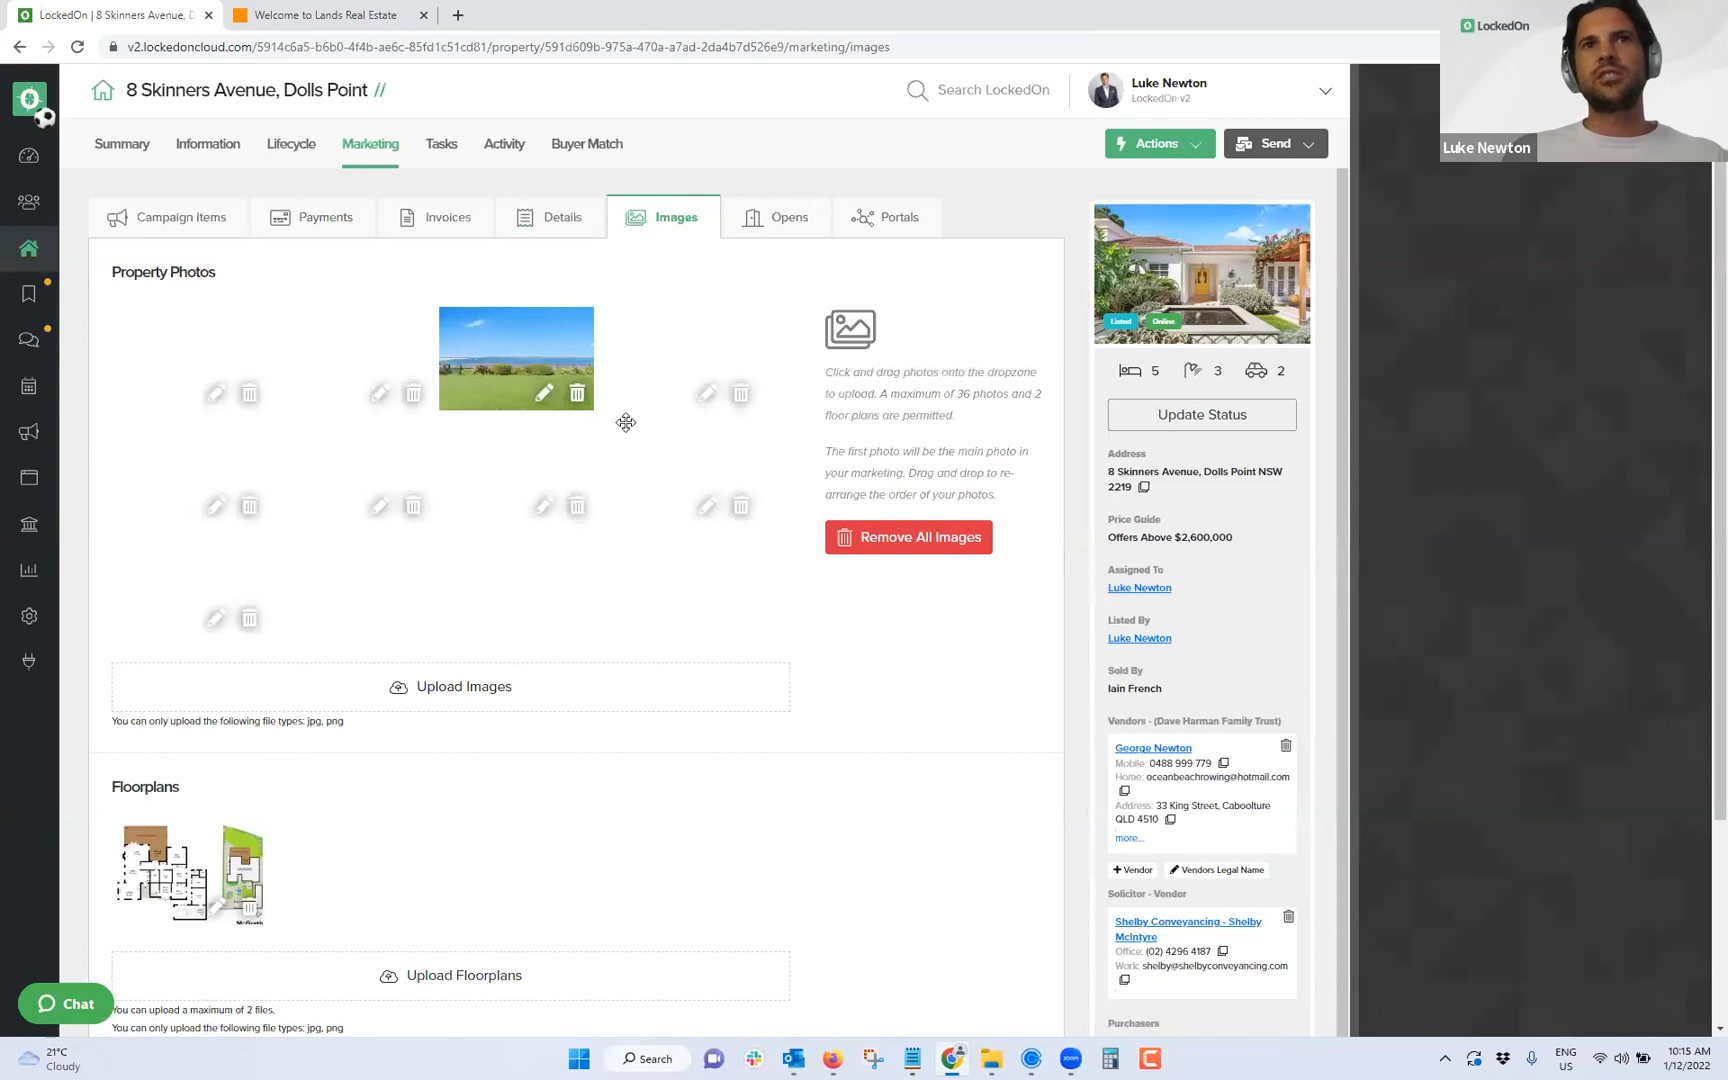 LockedOn | 8 Skinners Avenue, D
Welcome to Lands Real Estate
v2.lockedoncloud.com/5914c6a5-b6b0-4f4b-ae6c-85fd1c51cd81/property/591d609b-975a-470a-a7ad-2da4b7d526e9/marketing/images
LockedOn
Luke Newton
8 Skinners Avenue, Dolls Point //
Search LockedOn
Luke Newton
LockedOn v2
Summary
Information
Lifecycle
Marketing
Tasks
Activity
Buyer Match
Actions
Send
Campaign Items
Payments
Invoices
Details
Images
Opens
Portals
Property Photos
Click and drag photos onto the dropzone
to upload. A maximum of 36 photos and 2
floor plans are permitted.
The first photo will be the main photo in
your marketing. Drag and drop to re-
arrange the order of your photos.
Remove All Images
Upload Images
You can only upload the following file types: jpg, png
Floorplans
Upload Floorplans
You can upload a maximum of 2 files.
You can only upload the following file types: jpg, png
Chat
Listed
Online
5
3
2
Update Status
Address
8 Skinners Avenue, Dolls Point NSW
2219
Price Guide
Offers Above $2,600,000
Assigned To
Luke Newton
Listed By
Luke Newton
Sold By
Iain French
Vendors - (Dave Harman Family Trust)
George Newton
Mobile: 0488 999 779
Home: oceanbeachrowing@hotmail.com
Address: 33 King Street, Caboolture
QLD 4510
more...
+ Vendor
Vendors Legal Name
Solicitor - Vendor
Shelby Conveyancing - Shelby
McIntyre
Office: (02) 4296 4187
Work: shelby@shelbyconveyancing.com
Purchasers
21°C
Cloudy
Search
ENG
US
10:15 AM
1/12/2022